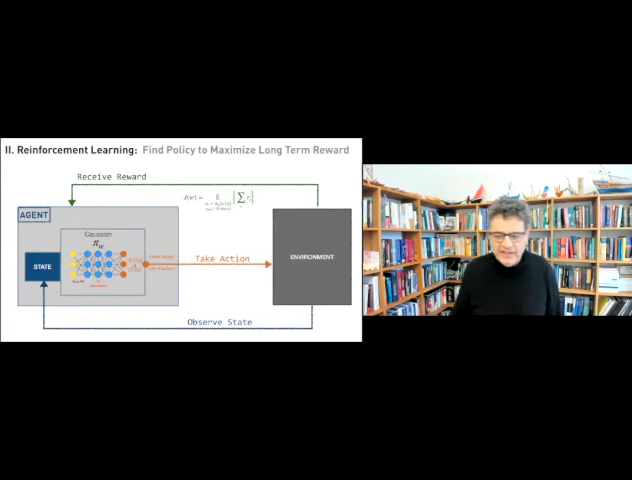 II. Reinforcement Learning: Find Policy to Maximize Long Term Reward
Receive Reward
AGENT
Gaussian
π_w
STATE
Take Action
ENVIRONMENT
Observe State